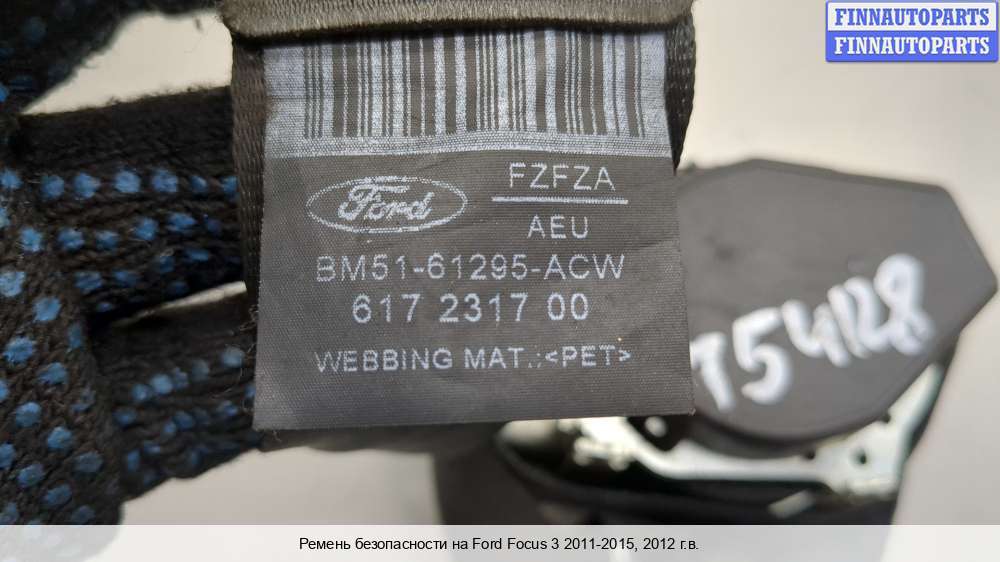 FINNAUTOPARTS
FINNAUTOPARTS
Ford
FZFZA
AEU
BM51-61295-ACW
617 2317 00
WEBBING MAT.:<PET>
754128
Ремень безопасности на Ford Focus 3 2011-2015, 2012 г.в.